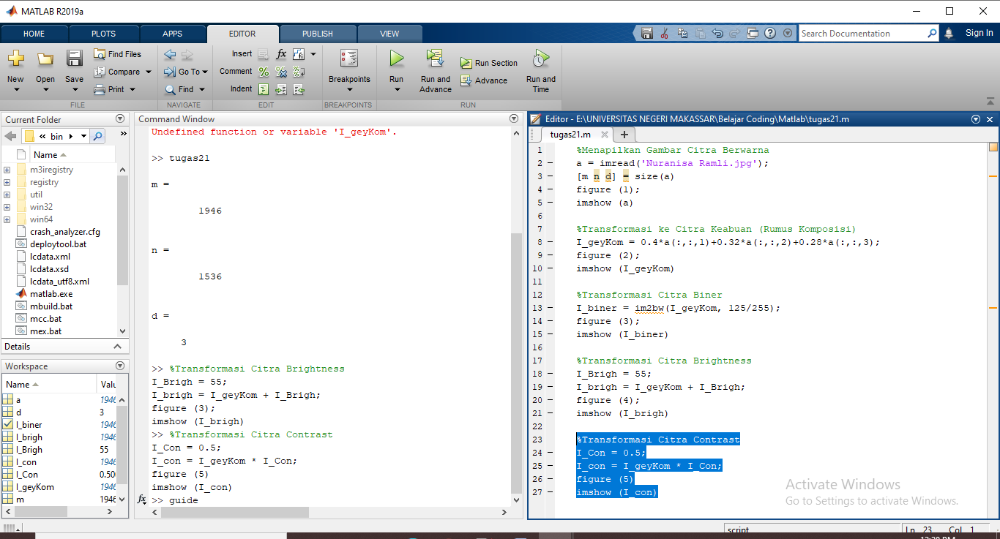 MATLAB R2019a
HOME PLOTS APPS EDITOR PUBLISH VIEW
Search Documentation
Sign In
New Open Save
Find Files
Compare
Print
Go To
Find
Insert
Comment
Indent
fx
Breakpoints
Run
Run and Advance
Run Section
Advance
Run and Time
FILE NAVIGATE EDIT BREAKPOINTS RUN
Current Folder
« bin
Name
m3iregistry
registry
util
win32
win64
crash_analyzer.cfg
deploytool.bat
lcdata.xml
lcdata.xsd
lcdata_utf8.xml
matlab.exe
mbuild.bat
mcc.bat
mex.bat
Details
Workspace
Name Valu
a 1946
d 3
I_biner 1946
I_brigh 1946
I_Brigh 55
I_con 1946
I_Con 0.50
I_geyKom 1946
m 1946
Command Window
Undefined function or variable 'I_geyKom'.
>> tugas21
m =
1946
n =
1536
d =
3
>> %Transformasi Citra Brightness
I_Brigh = 55;
I_brigh = I_geyKom + I_Brigh;
figure (3);
imshow (I_brigh)
>> %Transformasi Citra Contrast
I_Con = 0.5;
I_con = I_geyKom * I_Con;
figure (5)
imshow (I_con)
fx >> guide
Editor - E:\UNIVERSITAS NEGERI MAKASSAR\Belajar Coding\Matlab\tugas21.m
tugas21.m
1 %Menapilkan Gambar Citra Berwarna
2 - a = imread('Nuranisa Ramli.jpg');
3 - [m n d] = size(a)
4 - figure (1);
5 - imshow (a)
6
7 %Transformasi ke Citra Keabuan (Rumus Komposisi)
8 - I_geyKom = 0.4*a(:,:,1)+0.32*a(:,:,2)+0.28*a(:,:,3);
9 - figure (2);
10 - imshow (I_geyKom)
11
12 %Transformasi Citra Biner
13 - I_biner = im2bw(I_geyKom, 125/255);
14 - figure (3);
15 - imshow (I_biner)
16
17 %Transformasi Citra Brightness
18 - I_Brigh = 55;
19 - I_brigh = I_geyKom + I_Brigh;
20 - figure (4);
21 - imshow (I_brigh)
22
23 %Transformasi Citra Contrast
24 - I_Con = 0.5;
25 - I_con = I_geyKom * I_Con;
26 - figure (5)
27 - imshow (I_con)
Activate Windows
Go to Settings to activate Windows.
script
Ln 23 Col 1
12:20 PM